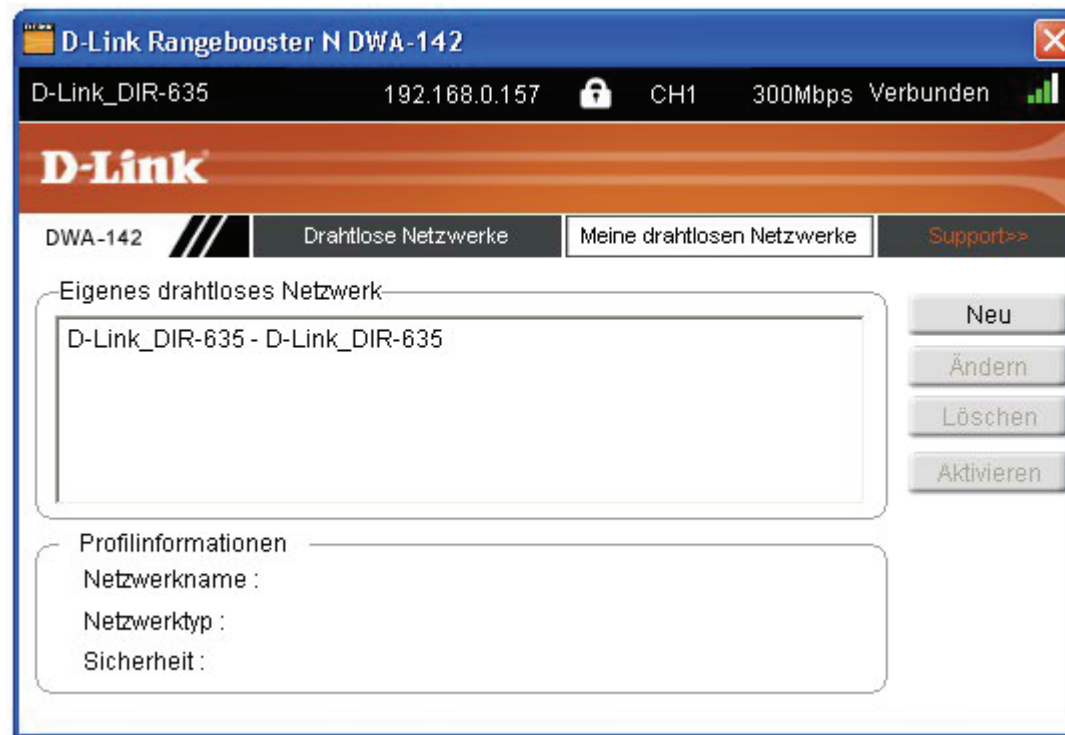 D-Link Rangebooster N DWA-142
D-Link_DIR-635 192.168.0.157 CH1 300Mbps Verbunden
D-Link
DWA-142 Drahtlose Netzwerke Meine drahtlosen Netzwerke Support>>
Eigenes drahtloses Netzwerk
D-Link_DIR-635 - D-Link_DIR-635
Neu
Ändern
Löschen
Aktivieren
Profilinformationen
Netzwerkname :
Netzwerktyp :
Sicherheit :